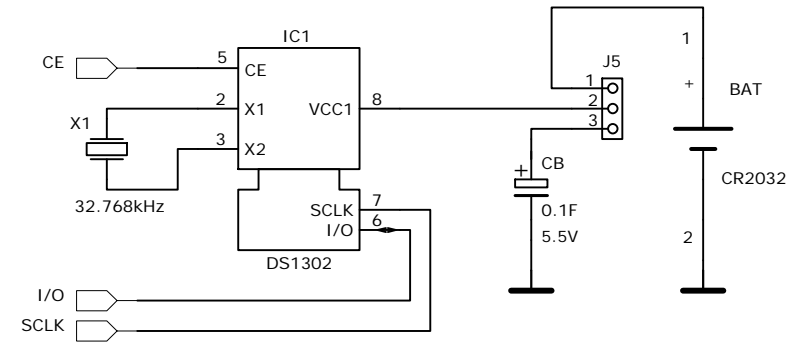 IC1
CE
5
CE
X1
2
X1
3
X2
32.768kHz
VCC1
8
SCLK
7
I/O
6
DS1302
I/O
SCLK
J5
1
2
3
+
CB
0.1F
5.5V
1
+
BAT
CR2032
2